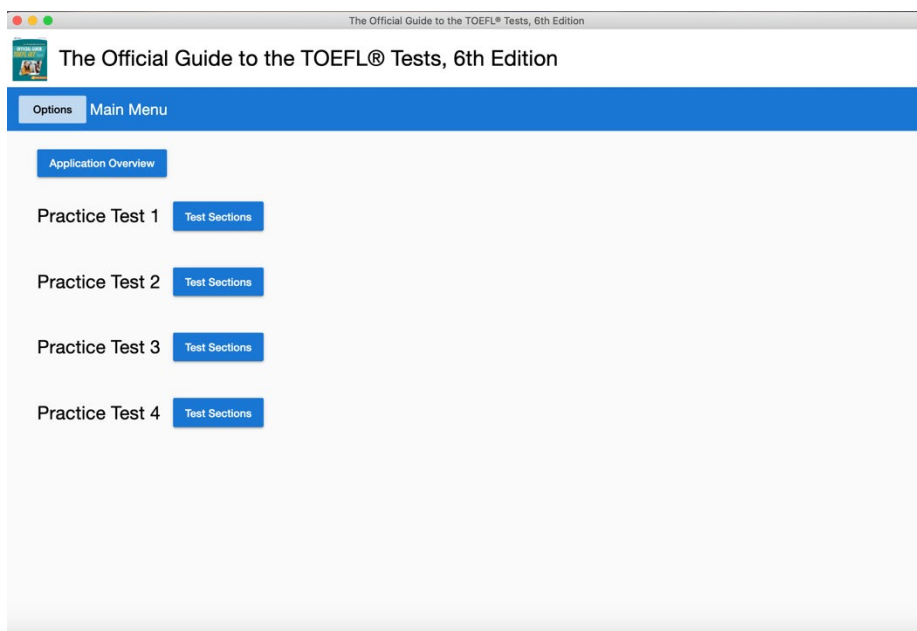 The Official Guide to the TOEFL® Tests, 6th Edition
The Official Guide to the TOEFL® Tests, 6th Edition
Options Main Menu
Application Overview
Practice Test 1 Test Sections
Practice Test 2 Test Sections
Practice Test 3 Test Sections
Practice Test 4 Test Sections